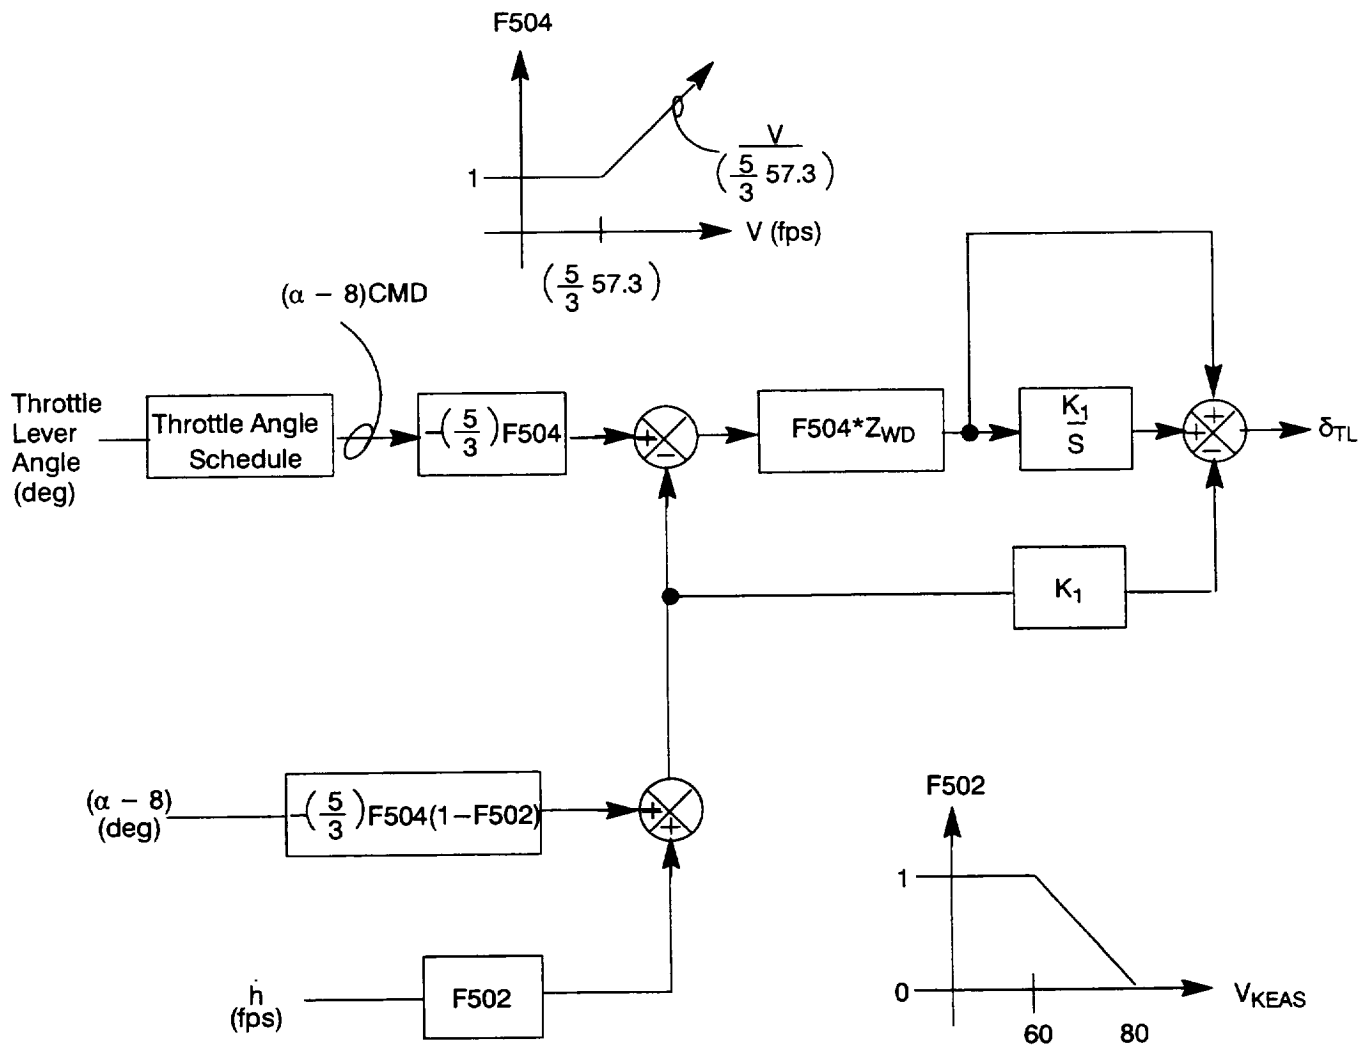 F504
1
V
(5/3 57.3)
V (fps)
(5/3 57.3)
(α – 8)CMD
Throttle
Lever
Angle
(deg)
Throttle Angle
Schedule
–(5/3)F504
+
–
F504*Z_WD
K₁
S
+
–
+
–
δ_TL
K₁
(α – 8)
(deg)
–(5/3)F504(1–F502)
+
+
ḣ
(fps)
F502
F502
1
0
60
80
V_KEAS